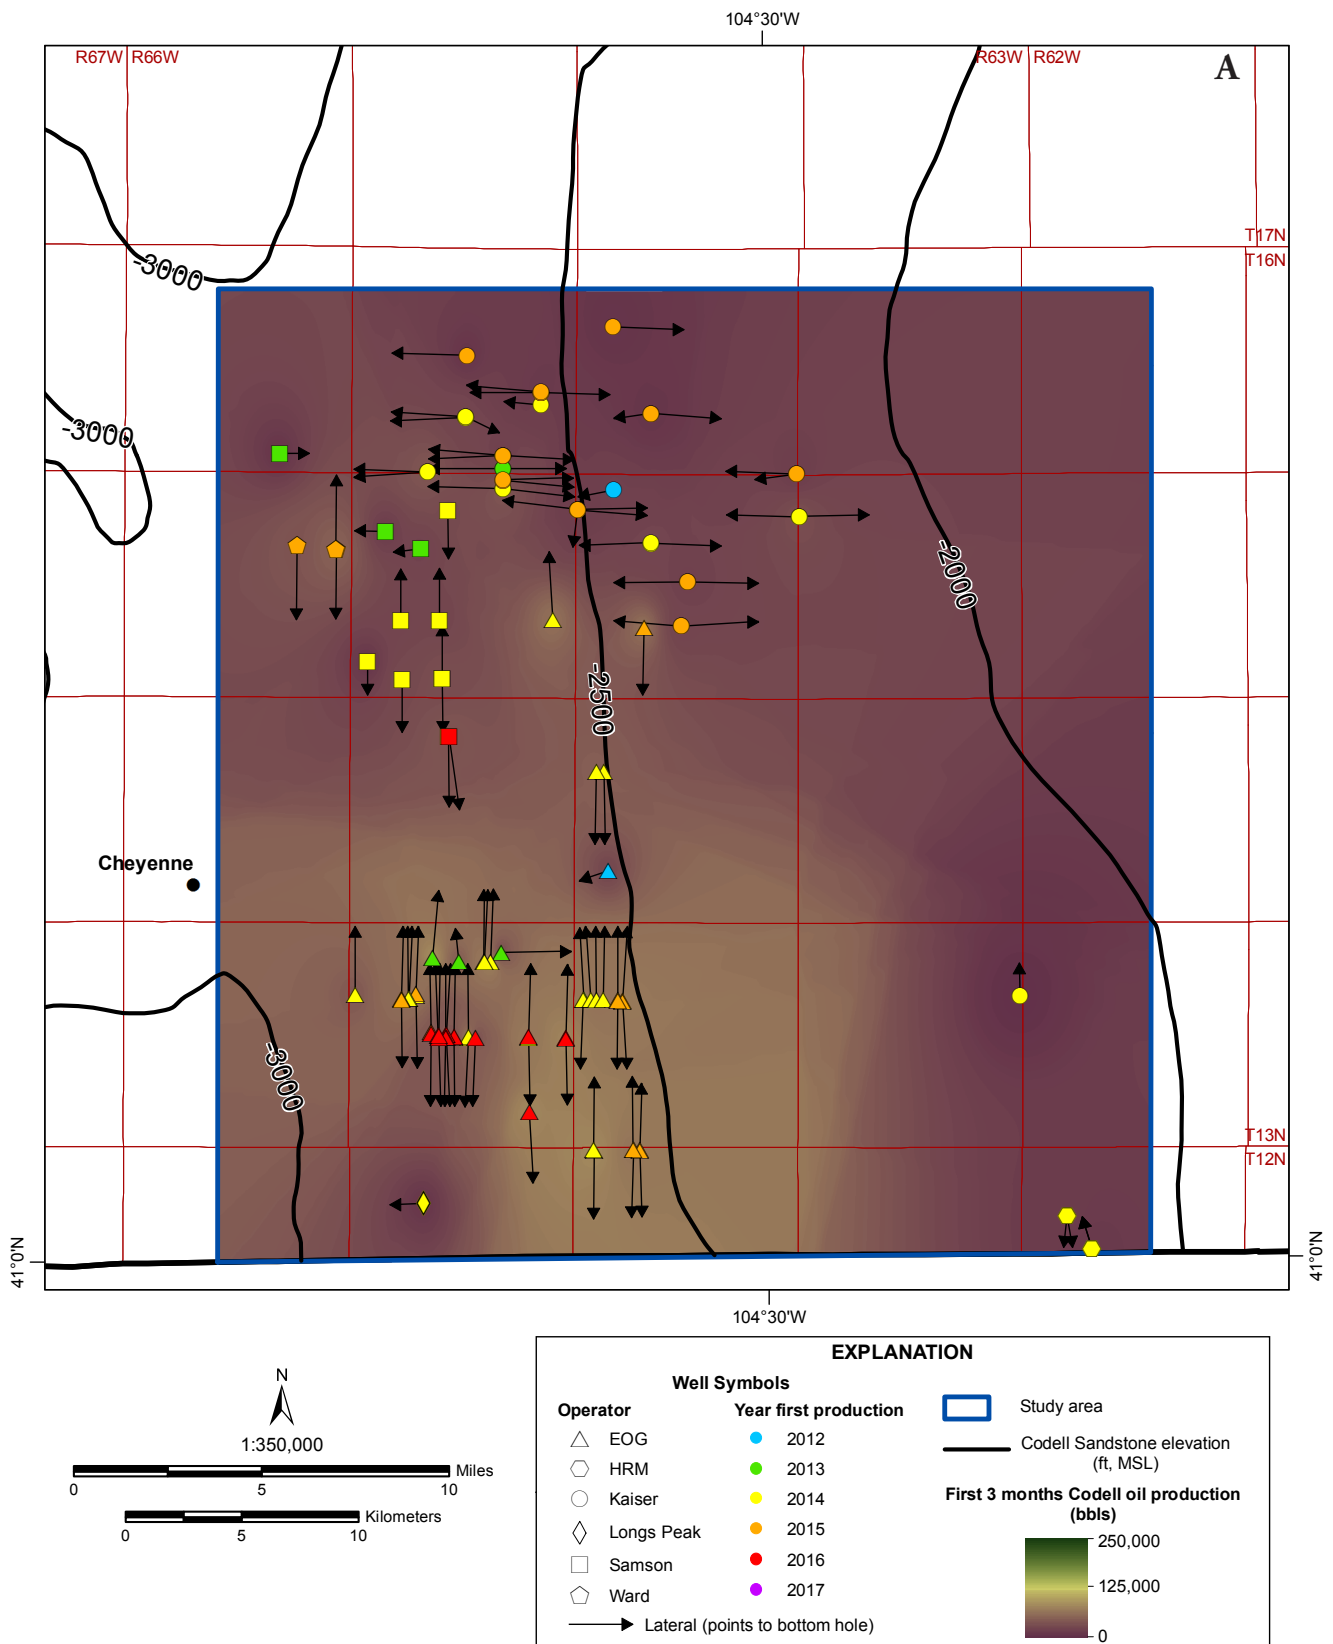 104°30'W
R67W R66W
R63W R62W
A
T17N
T16N
-3000
-3000
-2000
-2500
Cheyenne
-3000
T13N
T12N
41°0'N
41°0'N
104°30'W
N
1:350,000
Miles
0 5 10
Kilometers
0 5 10
EXPLANATION
Well Symbols
Operator
EOG
HRM
Kaiser
Longs Peak
Samson
Ward
Lateral (points to bottom hole)
Year first production
2012
2013
2014
2015
2016
2017
Study area
Codell Sandstone elevation
(ft, MSL)
First 3 months Codell oil production
(bbls)
250,000
125,000
0